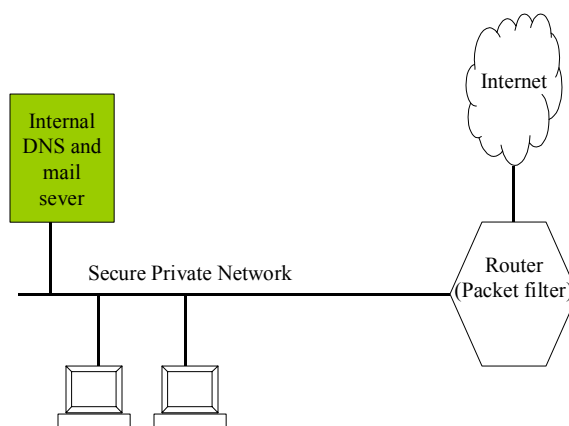 Internet
Internal
DNS and
mail
sever
Secure Private Network
Router
(Packet filter)